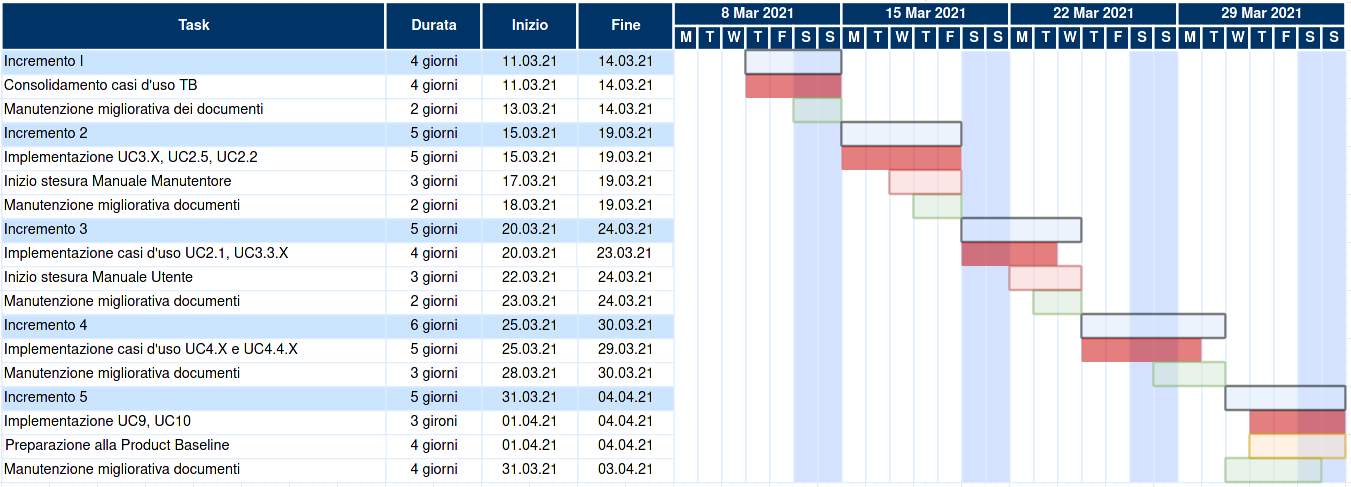 Task Durata Inizio Fine 8 Mar 2021 15 Mar 2021 22 Mar 2021 29 Mar 2021
M T W T F S S M T W T F S S M T W T F S S M T W T F S S
Incremento I 4 giorni 11.03.21 14.03.21
Consolidamento casi d'uso TB 4 giorni 11.03.21 14.03.21
Manutenzione migliorativa dei documenti 2 giorni 13.03.21 14.03.21
Incremento 2 5 giorni 15.03.21 19.03.21
Implementazione UC3.X, UC2.5, UC2.2 5 giorni 15.03.21 19.03.21
Inizio stesura Manuale Manutentore 3 giorni 17.03.21 19.03.21
Manutenzione migliorativa documenti 2 giorni 18.03.21 19.03.21
Incremento 3 5 giorni 20.03.21 24.03.21
Implementazione casi d'uso UC2.1, UC3.3.X 4 giorni 20.03.21 23.03.21
Inizio stesura Manuale Utente 3 giorni 22.03.21 24.03.21
Manutenzione migliorativa documenti 2 giorni 23.03.21 24.03.21
Incremento 4 6 giorni 25.03.21 30.03.21
Implementazione casi d'uso UC4.X e UC4.4.X 5 giorni 25.03.21 29.03.21
Manutenzione migliorativa documenti 3 giorni 28.03.21 30.03.21
Incremento 5 5 giorni 31.03.21 04.04.21
Implementazione UC9, UC10 3 gironi 01.04.21 04.04.21
Preparazione alla Product Baseline 4 giorni 01.04.21 04.04.21
Manutenzione migliorativa documenti 4 giorni 31.03.21 03.04.21